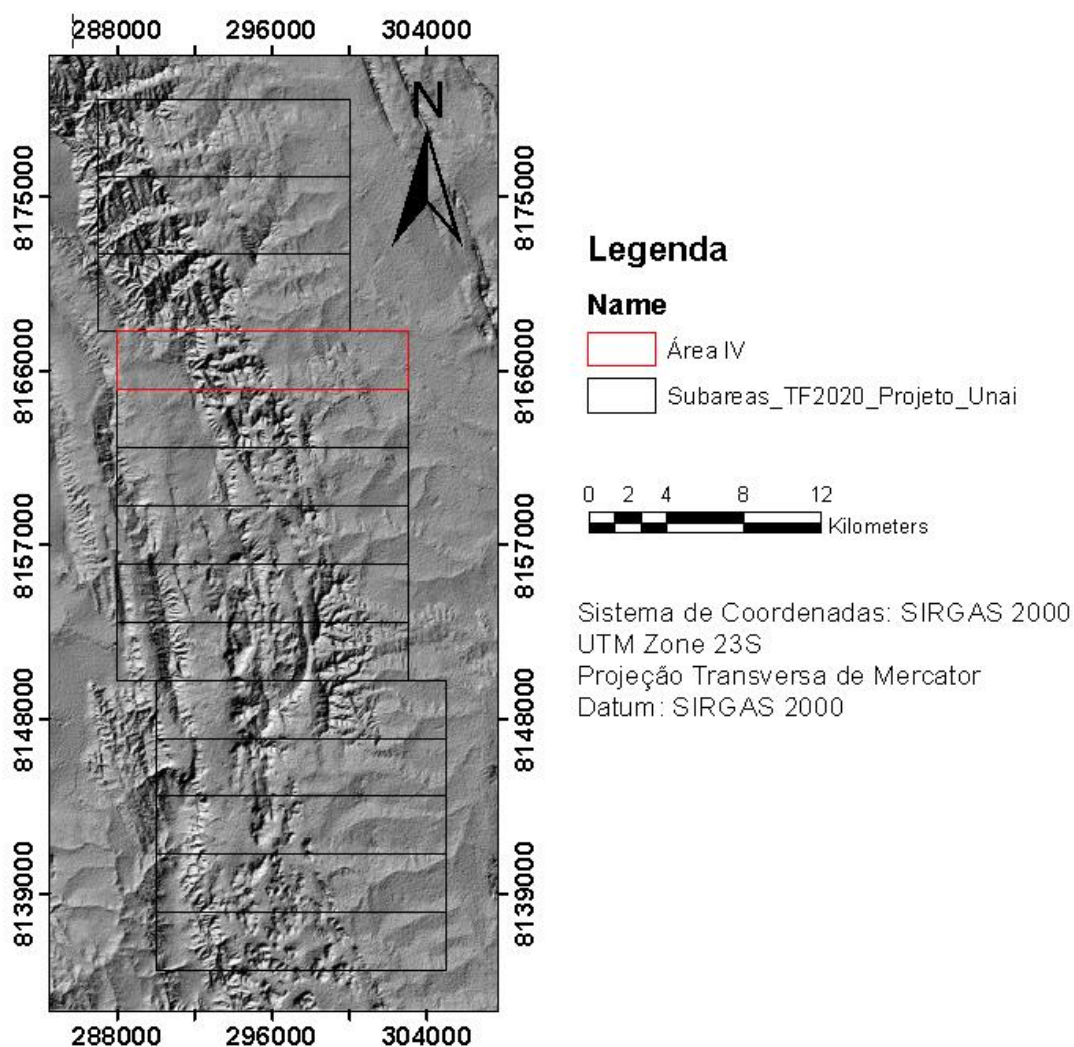 288000 296000 304000
N
8175000 8175000
8166000 8166000
8157000 8157000
8148000 8148000
8139000 8139000
288000 296000 304000
Legenda
Name
Área IV
Subareas_TF2020_Projeto_Unai
0 2 4 8 12
Kilometers
Sistema de Coordenadas: SIRGAS 2000
UTM Zone 23S
Projeção Transversa de Mercator
Datum: SIRGAS 2000